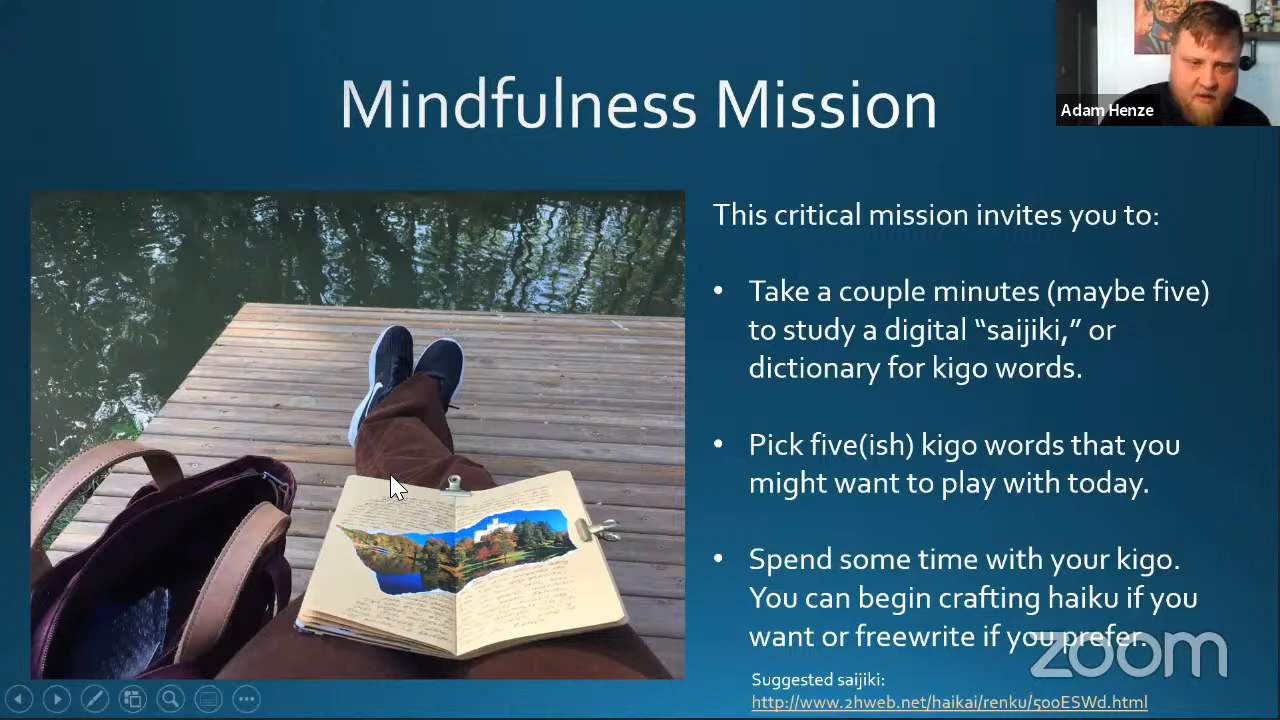 Mindfulness Mission
Adam Henze
This critical mission invites you to:
• Take a couple minutes (maybe five)
to study a digital “saijiki,” or
dictionary for kigo words.
• Pick five(ish) kigo words that you
might want to play with today.
• Spend some time with your kigo.
You can begin crafting haiku if you
want or freewrite if you prefer.
zoom
Suggested saijiki:
http://www.2hweb.net/haikai/renku/500ESWd.html